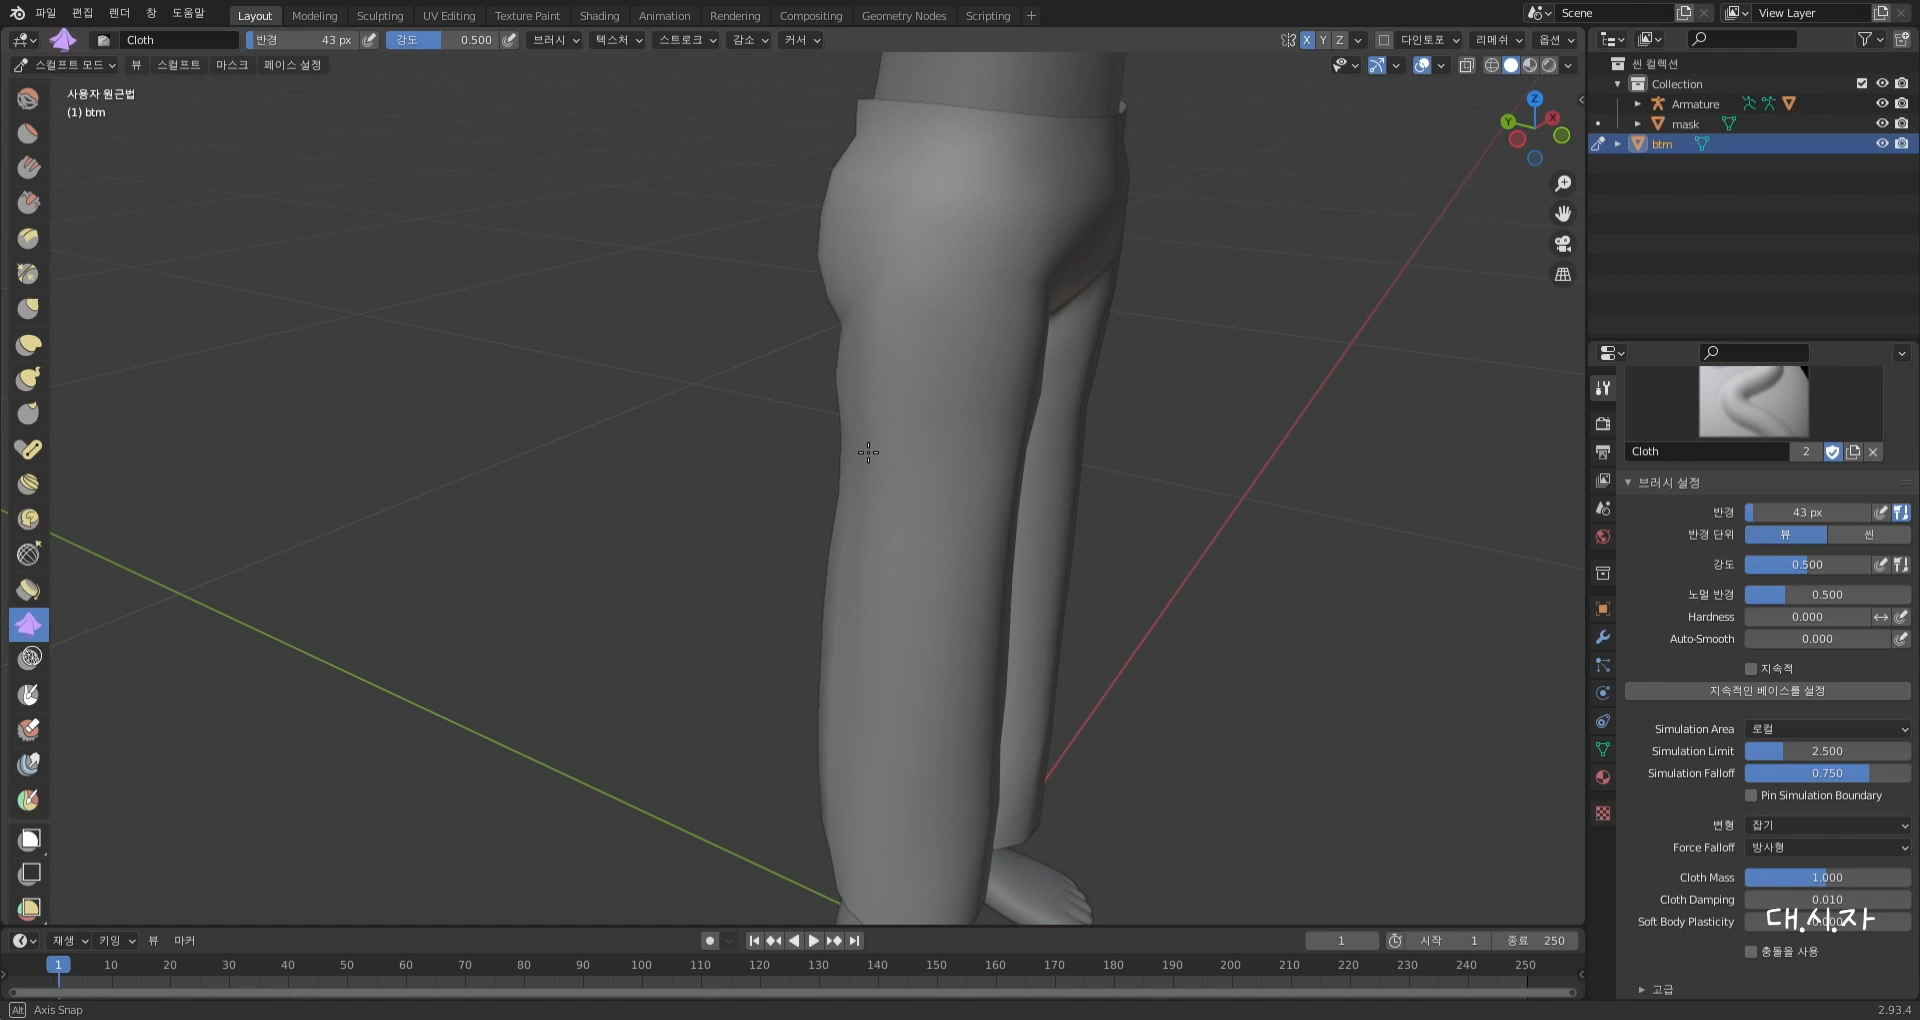 파일 편집 렌더 창 도움말 Layout Modeling Sculpting UV Editing Texture Paint Shading Animation Rendering Compositing Geometry Nodes Scripting + Scene View Layer
Cloth 반경 43 px 강도 0.500 브러시 텍스처 스트로크 감소 커서 X Y Z 다인토포 리메쉬 옵션
스컬프트 모드 뷰 스컬프트 마스크 페이스 설정
사용자 원근법
(1) btm
Z
Y
X
씬 컬렉션
Collection
Armature
mask
btm
Cloth 2
브러시 설정
반경 43 px
반경 단위 뷰 씬
강도 0.500
노멀 반경 0.500
Hardness 0.000
Auto-Smooth 0.000
지속적
지속적인 베이스를 설정
Simulation Area 로컬
Simulation Limit 2.500
Simulation Falloff 0.750
Pin Simulation Boundary
변형 잡기
Force Falloff 방사형
Cloth Mass 1.000
Cloth Damping 0.010
Soft Body Plasticity 0.000
대.시.자
충돌을 사용
고급
재생 키잉 뷰 마커 1 시작 1 종료 250
1 10 20 30 40 50 60 70 80 90 100 110 120 130 140 150 160 170 180 190 200 210 220 230 240 250
Alt Axis Snap 2.93.4